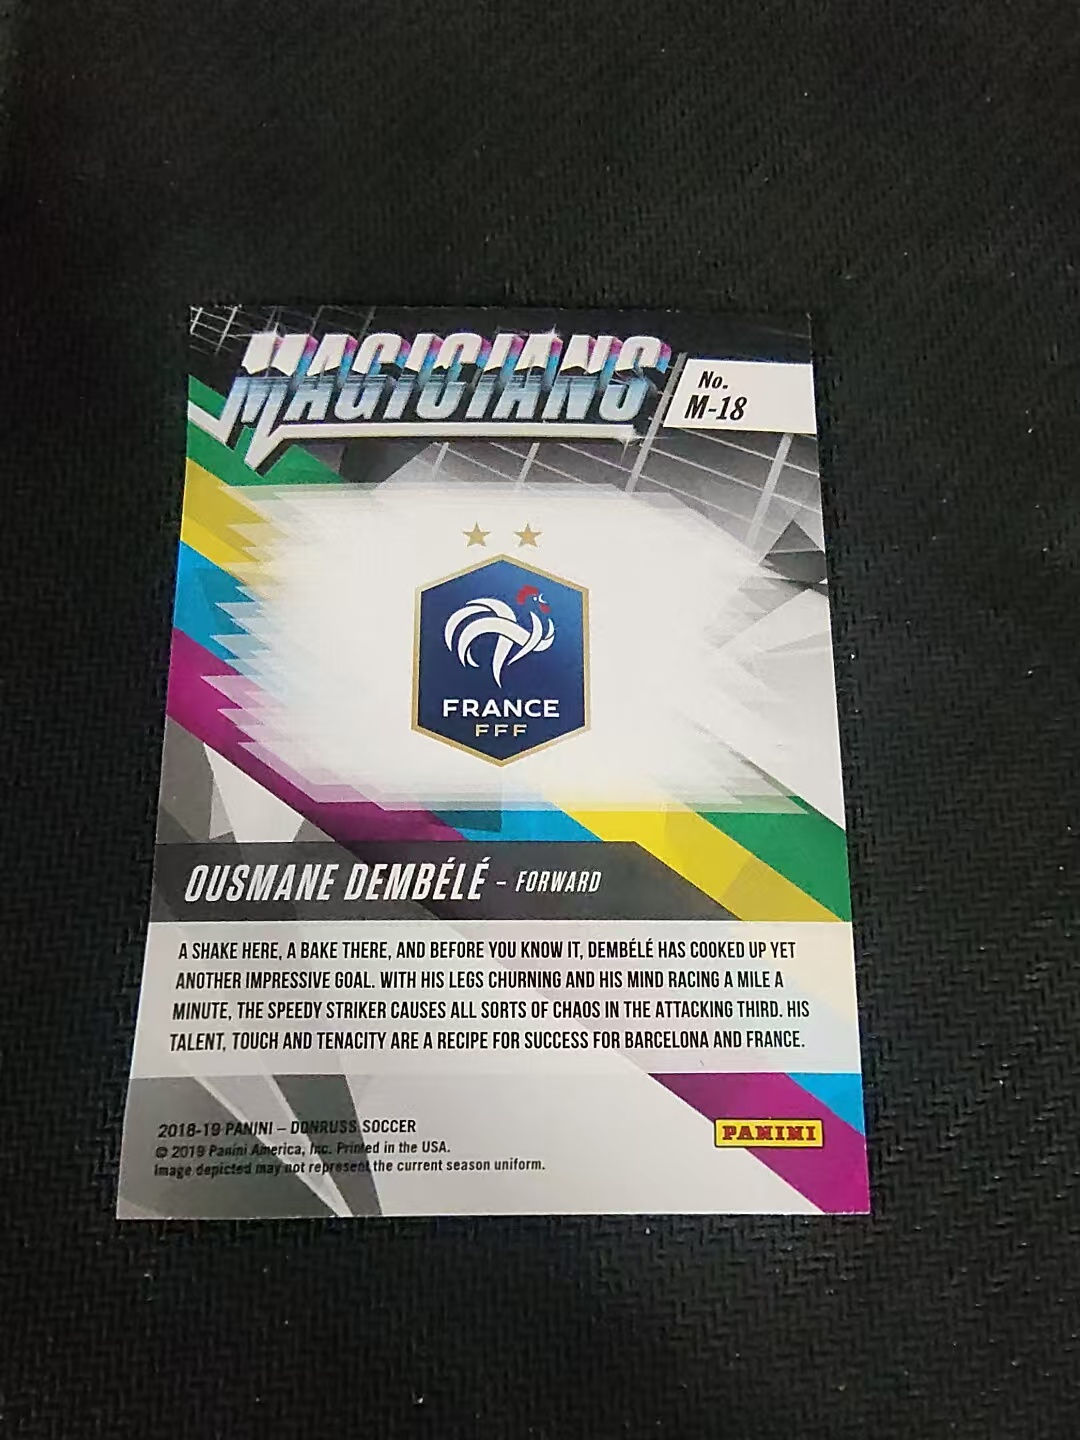 MAGICIANS
No.
M-18
FRANCE
FFF
OUSMANE DEMBÉLÉ – FORWARD
A SHAKE HERE, A BAKE THERE, AND BEFORE YOU KNOW IT, DEMBÉLÉ HAS COOKED UP YET
ANOTHER IMPRESSIVE GOAL. WITH HIS LEGS CHURNING AND HIS MIND RACING A MILE A
MINUTE, THE SPEEDY STRIKER CAUSES ALL SORTS OF CHAOS IN THE ATTACKING THIRD. HIS
TALENT, TOUCH AND TENACITY ARE A RECIPE FOR SUCCESS FOR BARCELONA AND FRANCE.
2018-19 PANINI – DONRUSS SOCCER
© 2019 Panini America, Inc. Printed in the USA.
Image depicted may not represent the current season uniform.
PANINI